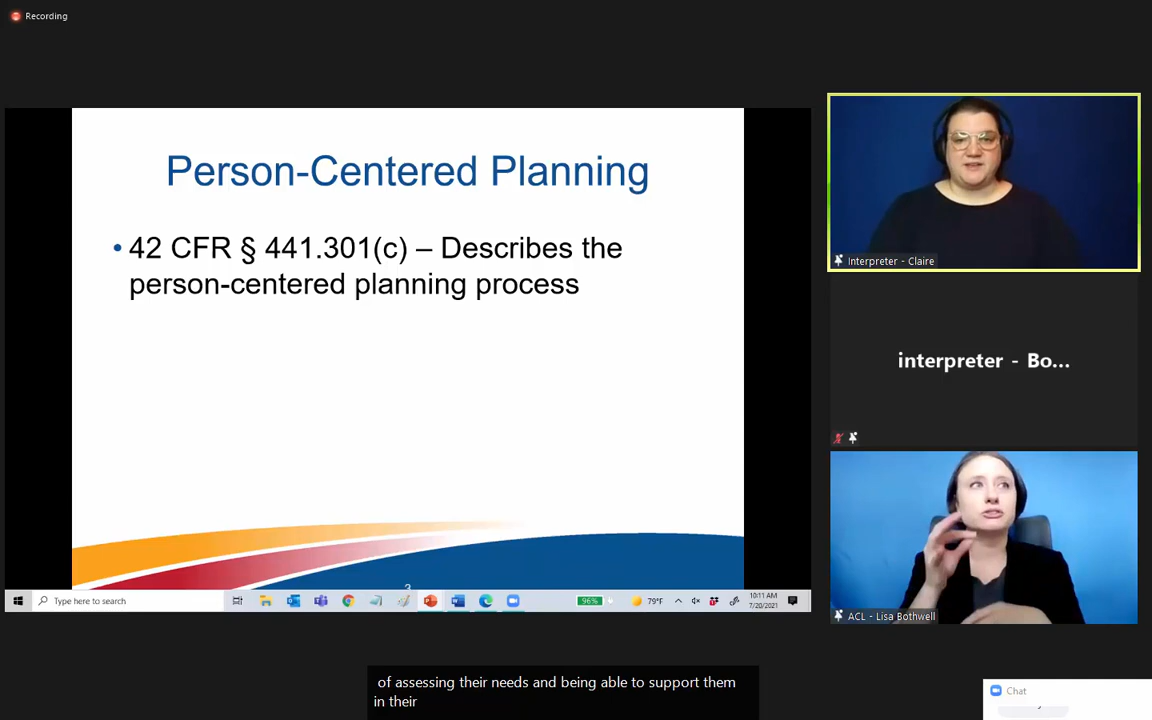 Recording
Person-Centered Planning
• 42 CFR § 441.301(c) – Describes the
person-centered planning process
3
Type here to search
96%
79°F
10:11 AM
7/20/2021
Interpreter - Claire
interpreter - Bo...
ACL - Lisa Bothwell
of assessing their needs and being able to support them
in their
Chat